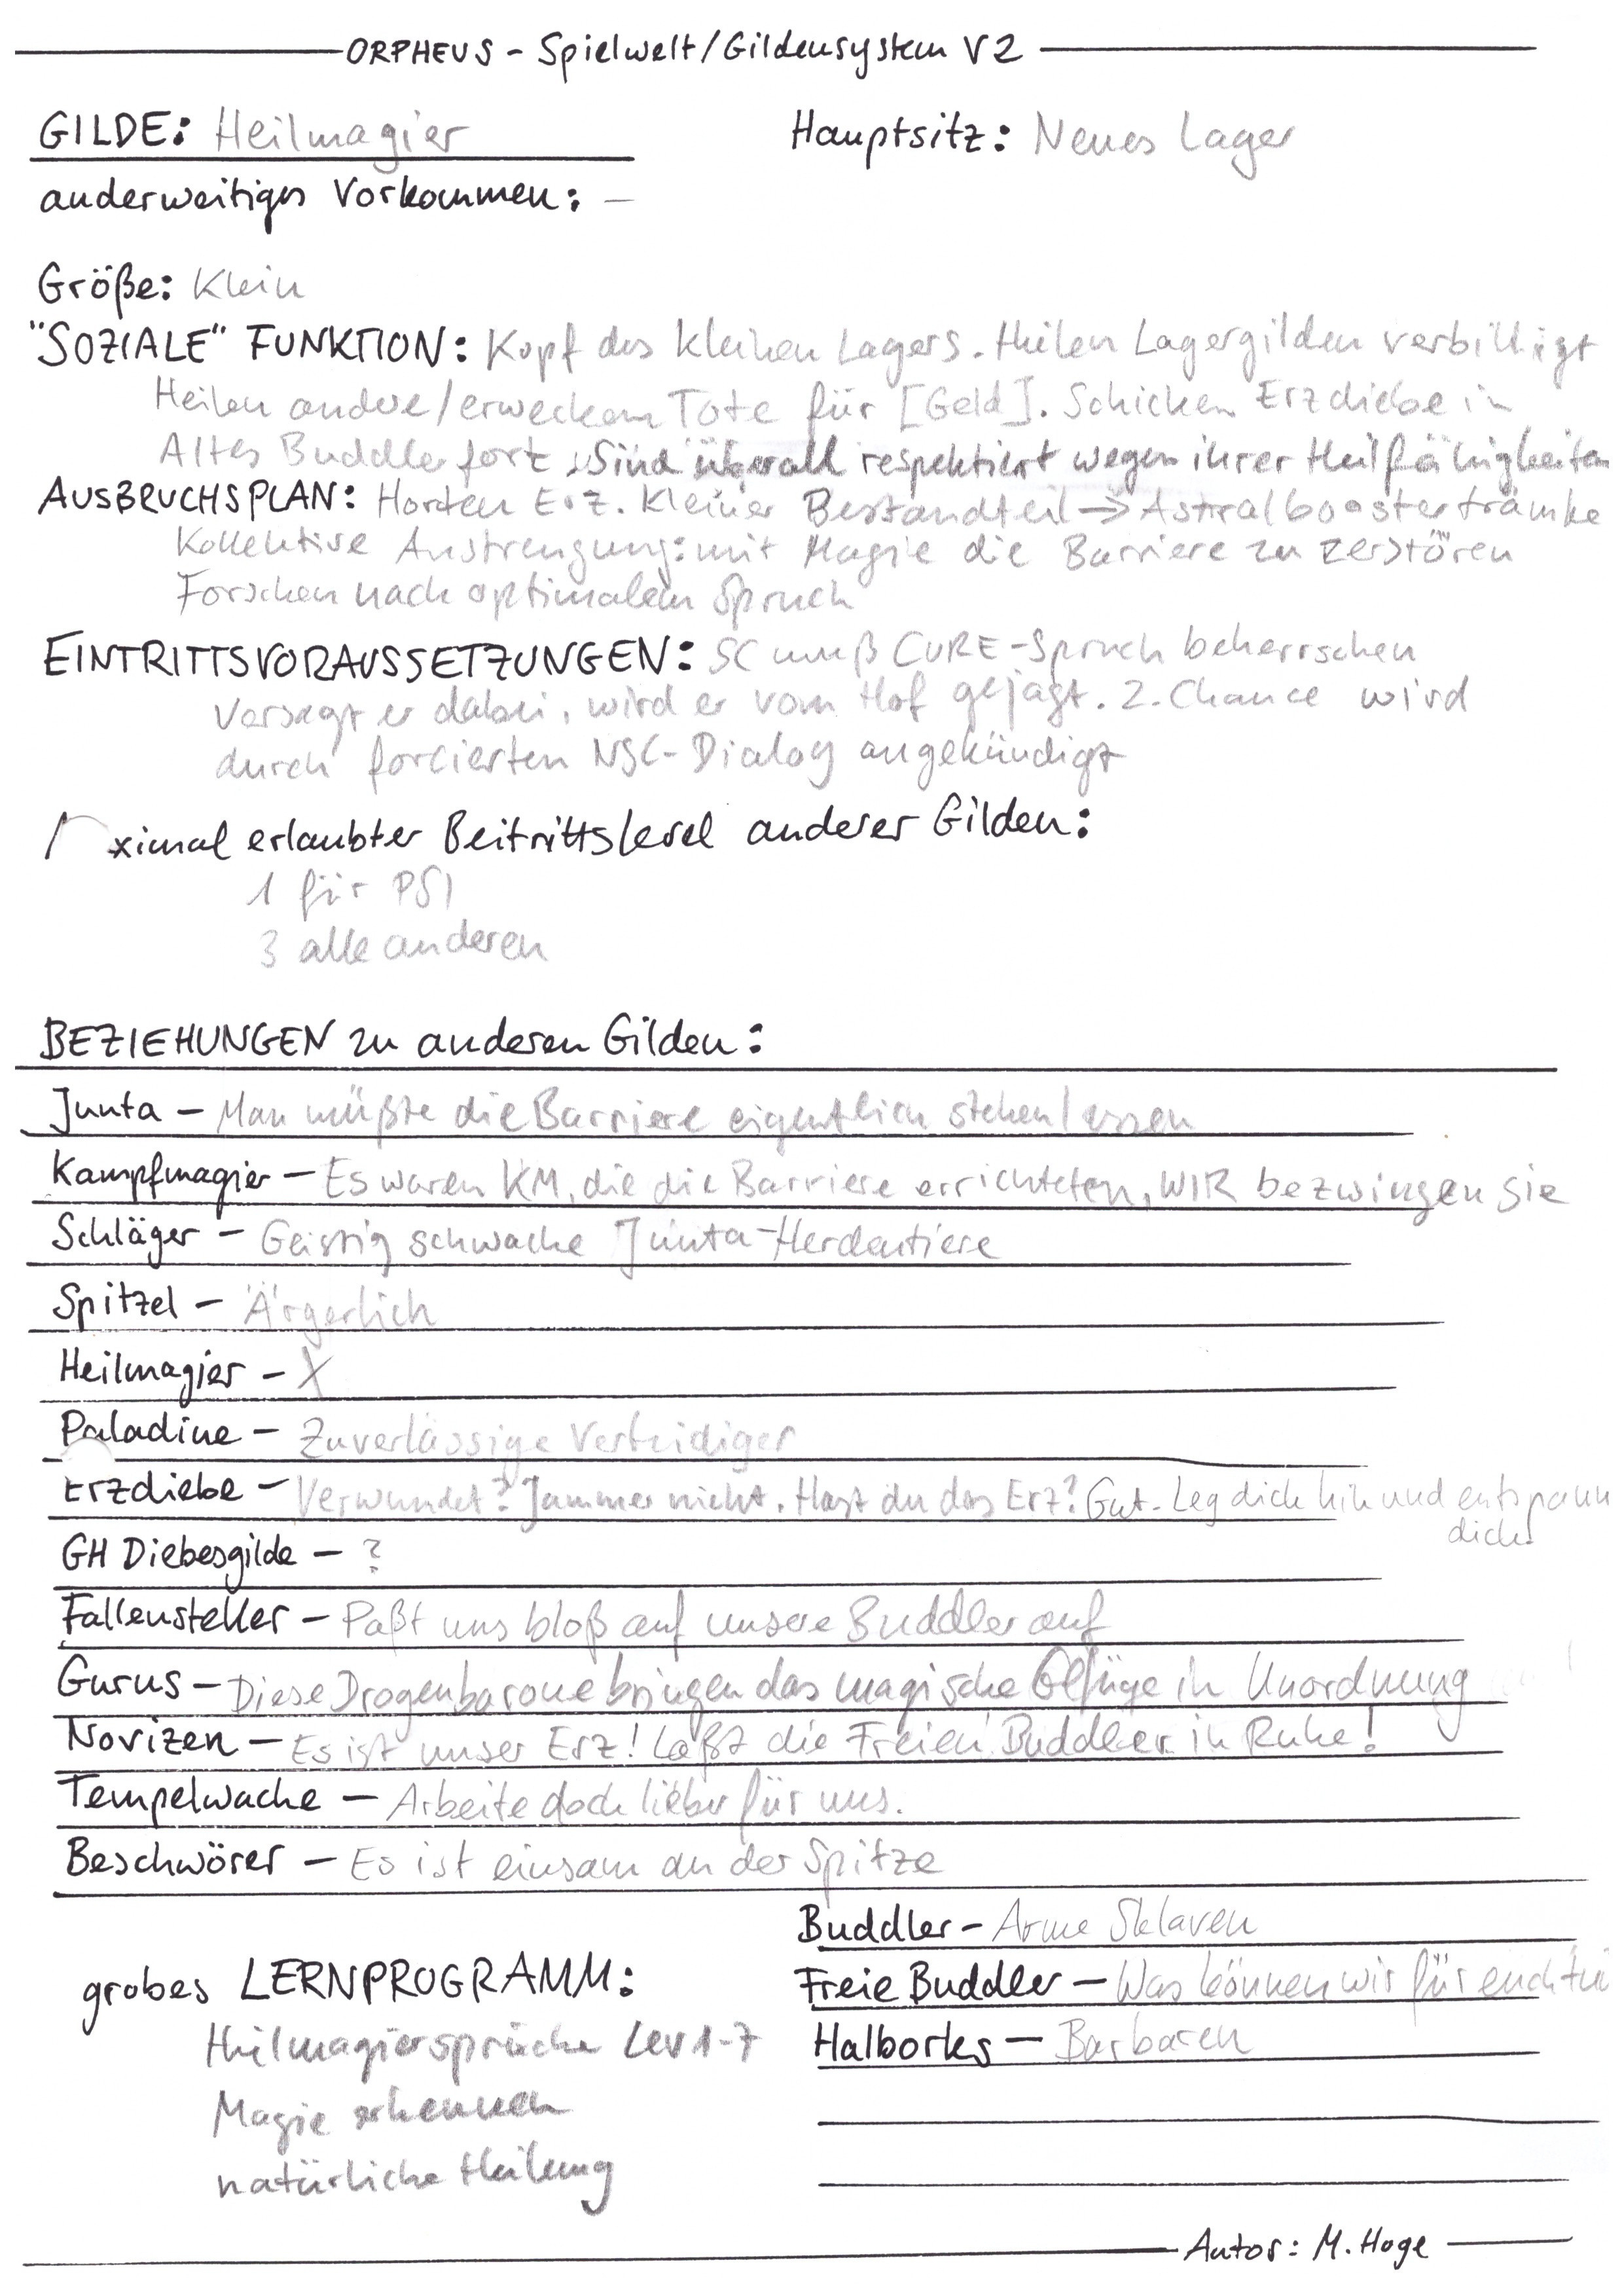 ORPHEUS - Spielwelt/Gildensystem V2
GILDE: Heilmagier
Hauptsitz: Neues Lager
anderweitiges Vorkommen: —
Größe: Klein
"SOZIALE" FUNKTION: Kopf des kleinen Lagers. Heilen Lagergilden verbilligt
Heilen andere/erwecken Tote für [Geld]. Schicken Erzdiebe in
Altes Buddlerfort. Sind überall respektiert wegen ihrer Heilfähigkeiten
AUSBRUCHSPLAN: Horten Erz. Kleiner Bestandteil → Astralboostertränke
Kollektive Anstrengung: mit Magie die Barriere zu zerstören
Forschen nach optimalem Spruch
EINTRITTSVORAUSSETZUNGEN: SC muß CURE-Spruch beherrschen
Versagt er dabei, wird er vom Hof gejagt. 2. Chance wird
durch forcierten NSC-Dialog angekündigt
ximal erlaubter Beitrittslevel anderer Gilden:
1 für PSI
3 alle anderen
BEZIEHUNGEN zu anderen Gilden:
Junta — Man müßte die Barriere eigentlich stehen lassen
Kampfmagier — Es waren KM, die die Barriere errichteten, WIR bezwingen sie
Schläger — Geistig schwache Junta-Herdentiere
Spitzel — Ärgerlich
Heilmagier — X
Paladine — Zuverlässige Verteidiger
Erzdiebe — Verwundet? Jammer nicht. Hast du das Erz? Gut. Leg dich hin und entspann
dich.
GH Diebesgilde — ?
Fallensteller — Paßt uns bloß auf unsere Buddler auf
Gurus — Diese Drogenbarone bringen das magische Gefüge in Unordnung
Novizen — Es ist unser Erz! Laßt die Freien Buddler in Ruhe!
Tempelwache — Arbeite doch lieber für uns.
Beschwörer — Es ist einsam an der Spitze
Buddler — Arme Sklaven
Freie Buddler — Was können wir für euch tu
Halborks — Barbaren
grobes LERNPROGRAMM:
Heilmagiersprüche Lev 1-7
Magie erkennen
natürliche Heilung
Autor: M. Hoge